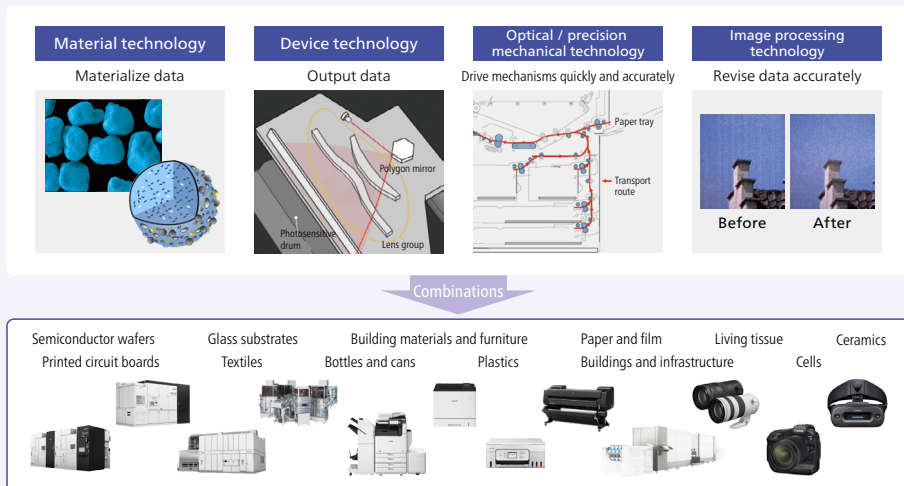 Material technology
Materialize data
Device technology
Output data
Polygon mirror
Photosensitive
drum
Lens group
Optical / precision
mechanical technology
Drive mechanisms quickly and accurately
Paper tray
Transport
route
Image processing
technology
Revise data accurately
Before
After
Combinations
Semiconductor wafers
Glass substrates
Building materials and furniture
Paper and film
Living tissue
Ceramics
Printed circuit boards
Textiles
Bottles and cans
Plastics
Buildings and infrastructure
Cells